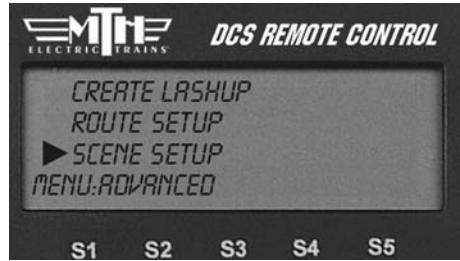 MTH
ELECTRIC TRAINS
DCS REMOTE CONTROL
CREATE LASHUP
ROUTE SETUP
SCENE SETUP
MENU:ADVANCED
S1 S2 S3 S4 S5